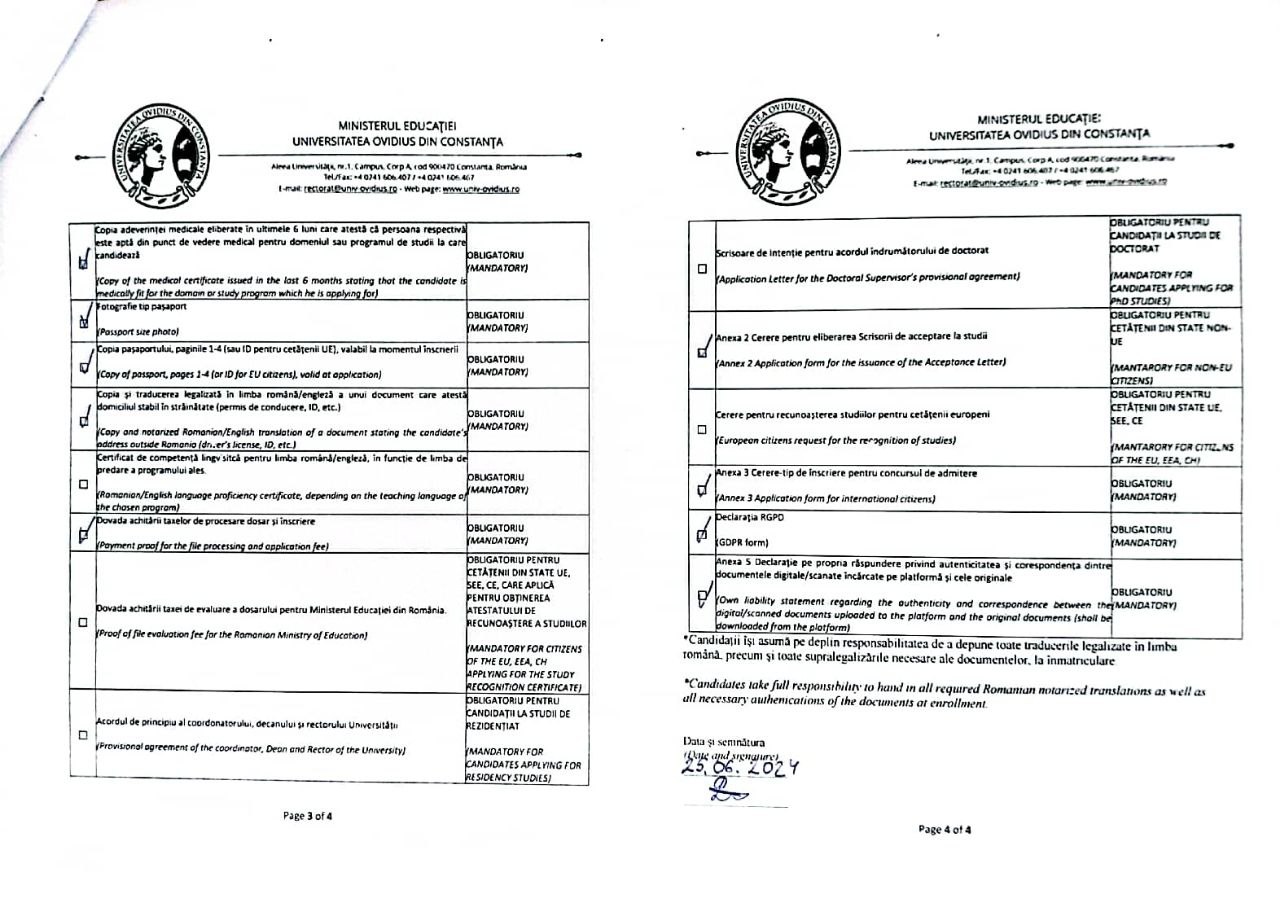 UNIVERSITATEA OVIDIUS DIN CONSTANȚA
MINISTERUL EDUCAȚIEI
UNIVERSITATEA OVIDIUS DIN CONSTANȚA
Aleea Universității, nr.1, Campus, Corp A, cod 900470 Constanta, România
Tel./Fax: +4 0241 606.407 / +4 0241 606.467
E-mail: rectorat@univ-ovidius.ro - Web page: www.univ-ovidius.ro
Copia adeverinței medicale eliberate în ultimele 6 luni care atestă că persoana respectivă
este aptă din punct de vedere medical pentru domeniul sau programul de studii la care
candidează
(Copy of the medical certificate issued in the last 6 months stating that the candidate is
medically fit for the domain or study program which he is applying for)
OBLIGATORIU
(MANDATORY)
Fotografie tip pașaport
(Passport size photo)
OBLIGATORIU
(MANDATORY)
Copia pașaportului, paginile 1-4 (sau ID pentru cetățenii UE), valabil la momentul înscrierii
(Copy of passport, pages 1-4 (or ID for EU citizens), valid at application)
OBLIGATORIU
(MANDATORY)
Copia și traducerea legalizată în limba română/engleză a unui document care atestă
domiciliul stabil în străinătate (permis de conducere, ID, etc.)
(Copy and notarized Romanian/English translation of a document stating the candidate's
address outside Romania (driver's license, ID, etc.)
OBLIGATORIU
(MANDATORY)
Certificat de competență lingvistică pentru limba română/engleză, în funcție de limba de
predare a programului ales.
(Romanian/English language proficiency certificate, depending on the teaching language of
the chosen program)
OBLIGATORIU
(MANDATORY)
Dovada achitării taxelor de procesare dosar și înscriere
(Payment proof for the file processing and application fee)
OBLIGATORIU
(MANDATORY)
Dovada achitării taxei de evaluare a dosarului pentru Ministerul Educației din România.
(Proof of file evaluation fee for the Romanian Ministry of Education)
OBLIGATORIU PENTRU
CETĂȚENII DIN STATE UE,
SEE, CE, CARE APLICĂ
PENTRU OBȚINEREA
ATESTATULUI DE
RECUNOAȘTERE A STUDIILOR
(MANDATORY FOR CITIZENS
OF THE EU, EEA, CH
APPLYING FOR THE STUDY
RECOGNITION CERTIFICATE)
Acordul de principiu al coordonatorului, decanului și rectorului Universității
(Provisional agreement of the coordinator, Dean and Rector of the University)
OBLIGATORIU PENTRU
CANDIDAȚII LA STUDII DE
REZIDENȚIAT
(MANDATORY FOR
CANDIDATES APPLYING FOR
RESIDENCY STUDIES)
Page 3 of 4
UNIVERSITATEA OVIDIUS DIN CONSTANȚA
MINISTERUL EDUCAȚIEI
UNIVERSITATEA OVIDIUS DIN CONSTANȚA
Aleea Universității, nr. 1, Campus, Corp A, cod 900470 Constanta, România
Tel./Fax: +4 0241 606.407 / +4 0241 606.467
E-mail: rectorat@univ-ovidius.ro - Web page: www.univ-ovidius.ro
Scrisoare de Intenție pentru acordul îndrumătorului de doctorat
(Application Letter for the Doctoral Supervisor's provisional agreement)
OBLIGATORIU PENTRU
CANDIDAȚII LA STUDII DE
DOCTORAT
(MANDATORY FOR
CANDIDATES APPLYING FOR
PhD STUDIES)
Anexa 2 Cerere pentru eliberarea Scrisorii de acceptare la studii
(Annex 2 Application form for the issuance of the Acceptance Letter)
OBLIGATORIU PENTRU
CETĂȚENII DIN STATE NON-
UE
(MANTARORY FOR NON-EU
CITIZENS)
Cerere pentru recunoașterea studiilor pentru cetățenii europeni
(European citizens request for the recognition of studies)
OBLIGATORIU PENTRU
CETĂȚENII DIN STATE UE,
SEE, CE
(MANTARORY FOR CITIZENS
OF THE EU, EEA, CH)
Anexa 3 Cerere-tip de înscriere pentru concursul de admitere
(Annex 3 Application form for international citizens)
OBLIGATORIU
(MANDATORY)
Declarația RGPD
(GDPR form)
OBLIGATORIU
(MANDATORY)
Anexa 5 Declarație pe propria răspundere privind autenticitatea și corespondența dintre
documentele digitale/scanate încărcate pe platformă și cele originale
(Own liability statement regarding the authenticity and correspondence between the
digital/scanned documents uploaded to the platform and the original documents (shall be
downloaded from the platform)
OBLIGATORIU
(MANDATORY)
*Candidații își asumă pe deplin responsabilitatea de a depune toate traducerile legalizate în limba
română, precum și toate supralegalizările necesare ale documentelor, la înmatriculare
*Candidates take full responsibility to hand in all required Romanian notarized translations as well as
all necessary authentications of the documents at enrollment.
Data și semnătura
(Date and signature)
25.06.2024
Page 4 of 4